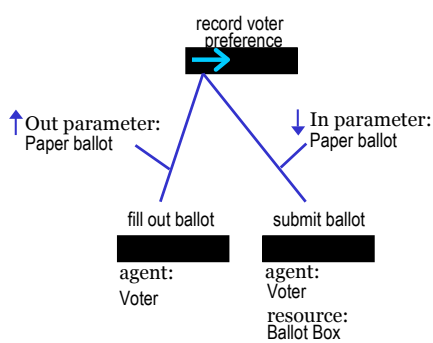 record voter
preference
Out parameter:
Paper ballot
In parameter:
Paper ballot
fill out ballot
submit ballot
agent:
Voter
agent:
Voter
resource:
Ballot Box